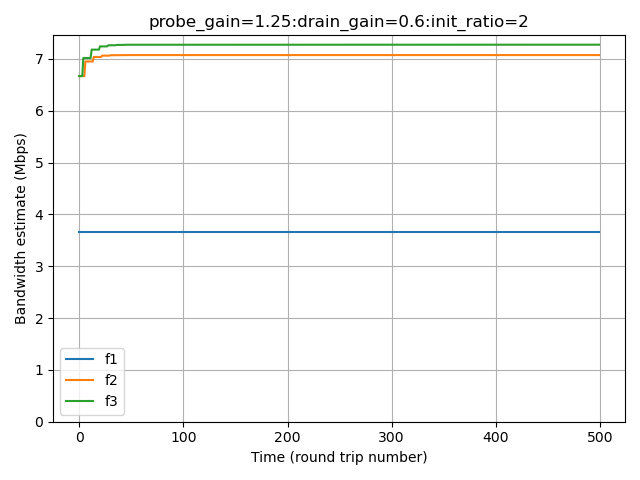 probe_gain=1.25:drain_gain=0.6:init_ratio=2
Bandwidth estimate (Mbps)
7
6
5
4
3
2
1
0
f1
f2
f3
0 100 200 300 400 500
Time (round trip number)